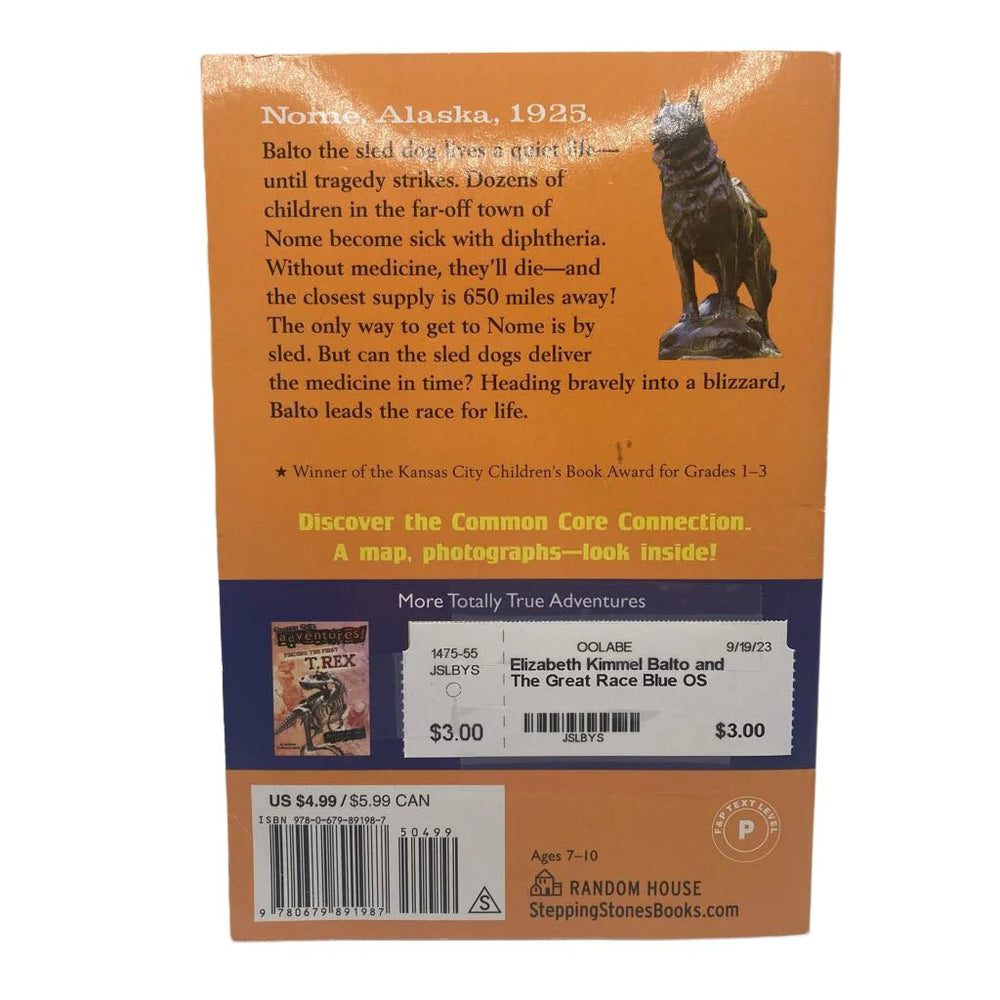 Nome, Alaska, 1925.
Balto the sled dog lives a quiet life—
until tragedy strikes. Dozens of
children in the far-off town of
Nome become sick with diphtheria.
Without medicine, they'll die—and
the closest supply is 650 miles away!
The only way to get to Nome is by
sled. But can the sled dogs deliver
the medicine in time? Heading bravely into a blizzard,
Balto leads the race for life.
★ Winner of the Kansas City Children's Book Award for Grades 1–3
Discover the Common Core Connection.
A map, photographs—look inside!
More Totally True Adventures
adventures!
FINDING THE FIRST
T. REX
1475-55
JSLBYS
$3.00
OOLABE
9/19/23
Elizabeth Kimmel Balto and
The Great Race Blue OS
JSLBYS
$3.00
US $4.99 / $5.99 CAN
ISBN 978-0-679-89198-7
50499
9 780679 891987
S
F&P TEXT LEVEL
P
Ages 7–10
RANDOM HOUSE
SteppingStonesBooks.com